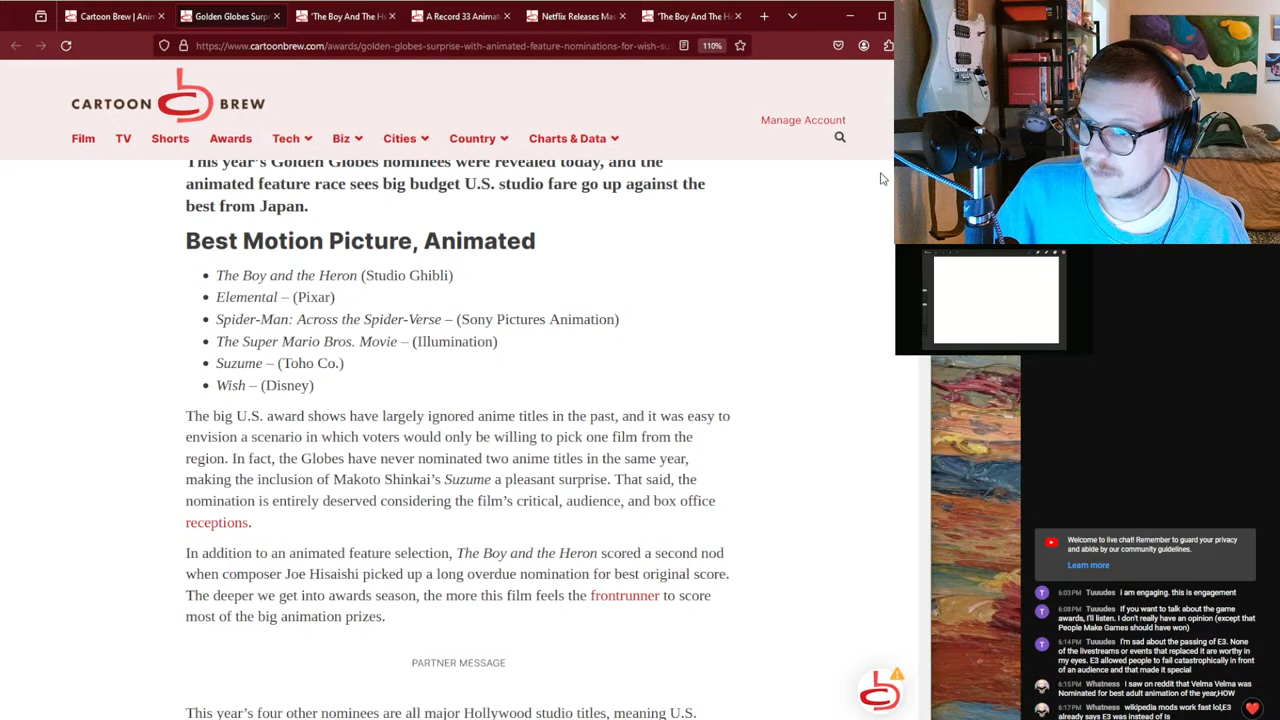 Cartoon Brew | Anim
Golden Globes Surp
'The Boy And The H
A Record 33 Animat
Netflix Releases Ma
'The Boy And The H
https://www.cartoonbrew.com/awards/golden-globes-surprise-with-animated-feature-nominations-for-wish-su
110%
CARTOON BREW
Manage Account
Film TV Shorts Awards Tech Biz Cities Country Charts & Data
This year's Golden Globes nominees were revealed today, and the
animated feature race sees big budget U.S. studio fare go up against the
best from Japan.
Best Motion Picture, Animated
The Boy and the Heron (Studio Ghibli)
Elemental – (Pixar)
Spider-Man: Across the Spider-Verse – (Sony Pictures Animation)
The Super Mario Bros. Movie – (Illumination)
Suzume – (Toho Co.)
Wish – (Disney)
The big U.S. award shows have largely ignored anime titles in the past, and it was easy to
envision a scenario in which voters would only be willing to pick one film from the
region. In fact, the Globes have never nominated two anime titles in the same year,
making the inclusion of Makoto Shinkai's Suzume a pleasant surprise. That said, the
nomination is entirely deserved considering the film's critical, audience, and box office
receptions.
In addition to an animated feature selection, The Boy and the Heron scored a second nod
when composer Joe Hisaishi picked up a long overdue nomination for best original score.
The deeper we get into awards season, the more this film feels the frontrunner to score
most of the big animation prizes.
PARTNER MESSAGE
This year's four other nominees are all major Hollywood studio titles, meaning U.S.
Welcome to live chat! Remember to guard your privacy
and abide by our community guidelines.
Learn more
T 6:03 PM Tuuudes i am engaging. this is engagement
T 6:08 PM Tuuudes If you want to talk about the game
awards, I'll listen. I don't really have an opinion (except that
People Make Games should have won)
T 6:14 PM Tuuudes I'm sad about the passing of E3. None
of the livestreams or events that replaced it are worthy in
my eyes. E3 allowed people to fail catastrophically in front
of an audience and that made it special
6:15 PM Whatness I saw on reddit that Velma Velma was
Nominated for best adult animation of the year,HOW
6:17 PM Whatness wikipedia mods work fast lol,E3
already says E3 was instead of Is